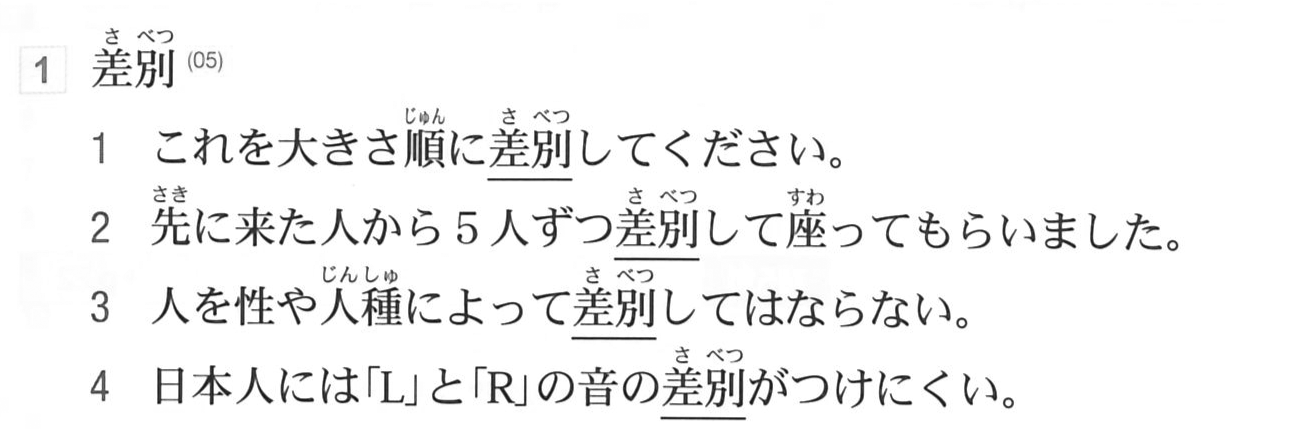 さ べつ
1 差別 (05)
じゅん さ べつ
1 これを大きさ順に差別してください。
さき さ べつ すわ
2 先に来た人から5人ずつ差別して座ってもらいました。
じんしゅ さ べつ
3 人を性や人種によって差別してはならない。
さ べつ
4 日本人には「L」と「R」の音の差別がつけにくい。